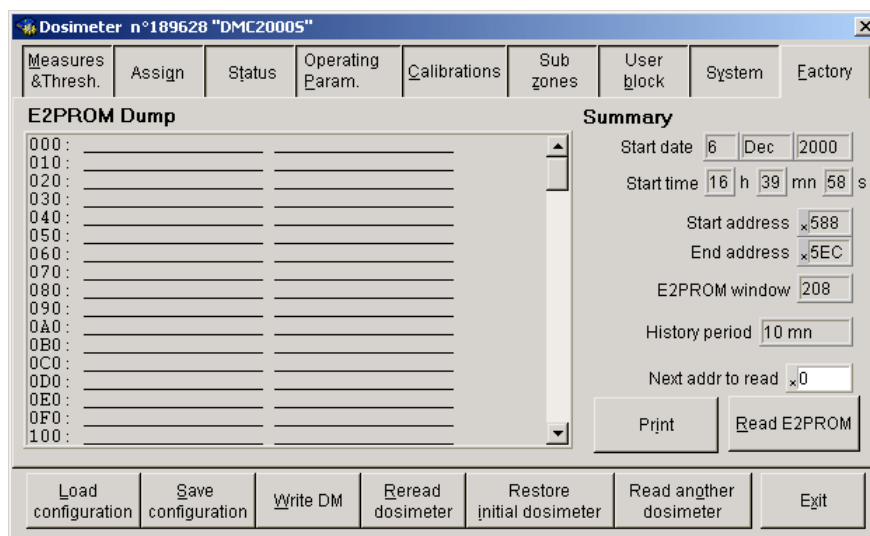 Dosimeter n°189628 "DMC2000S"
Measures &Thresh.
Assign
Status
Operating Param.
Calibrations
Sub zones
User block
System
Factory
E2PROM Dump
000:
010:
020:
030:
040:
050:
060:
070:
080:
090:
0A0:
0B0:
0C0:
0D0:
0E0:
0F0:
100:
Summary
Start date 6 Dec 2000
Start time 16 h 39 mn 58 s
Start address x588
End address x5EC
E2PROM window 208
History period 10 mn
Next addr to read x0
Print
Read E2PROM
Load configuration
Save configuration
Write DM
Reread dosimeter
Restore initial dosimeter
Read another dosimeter
Exit